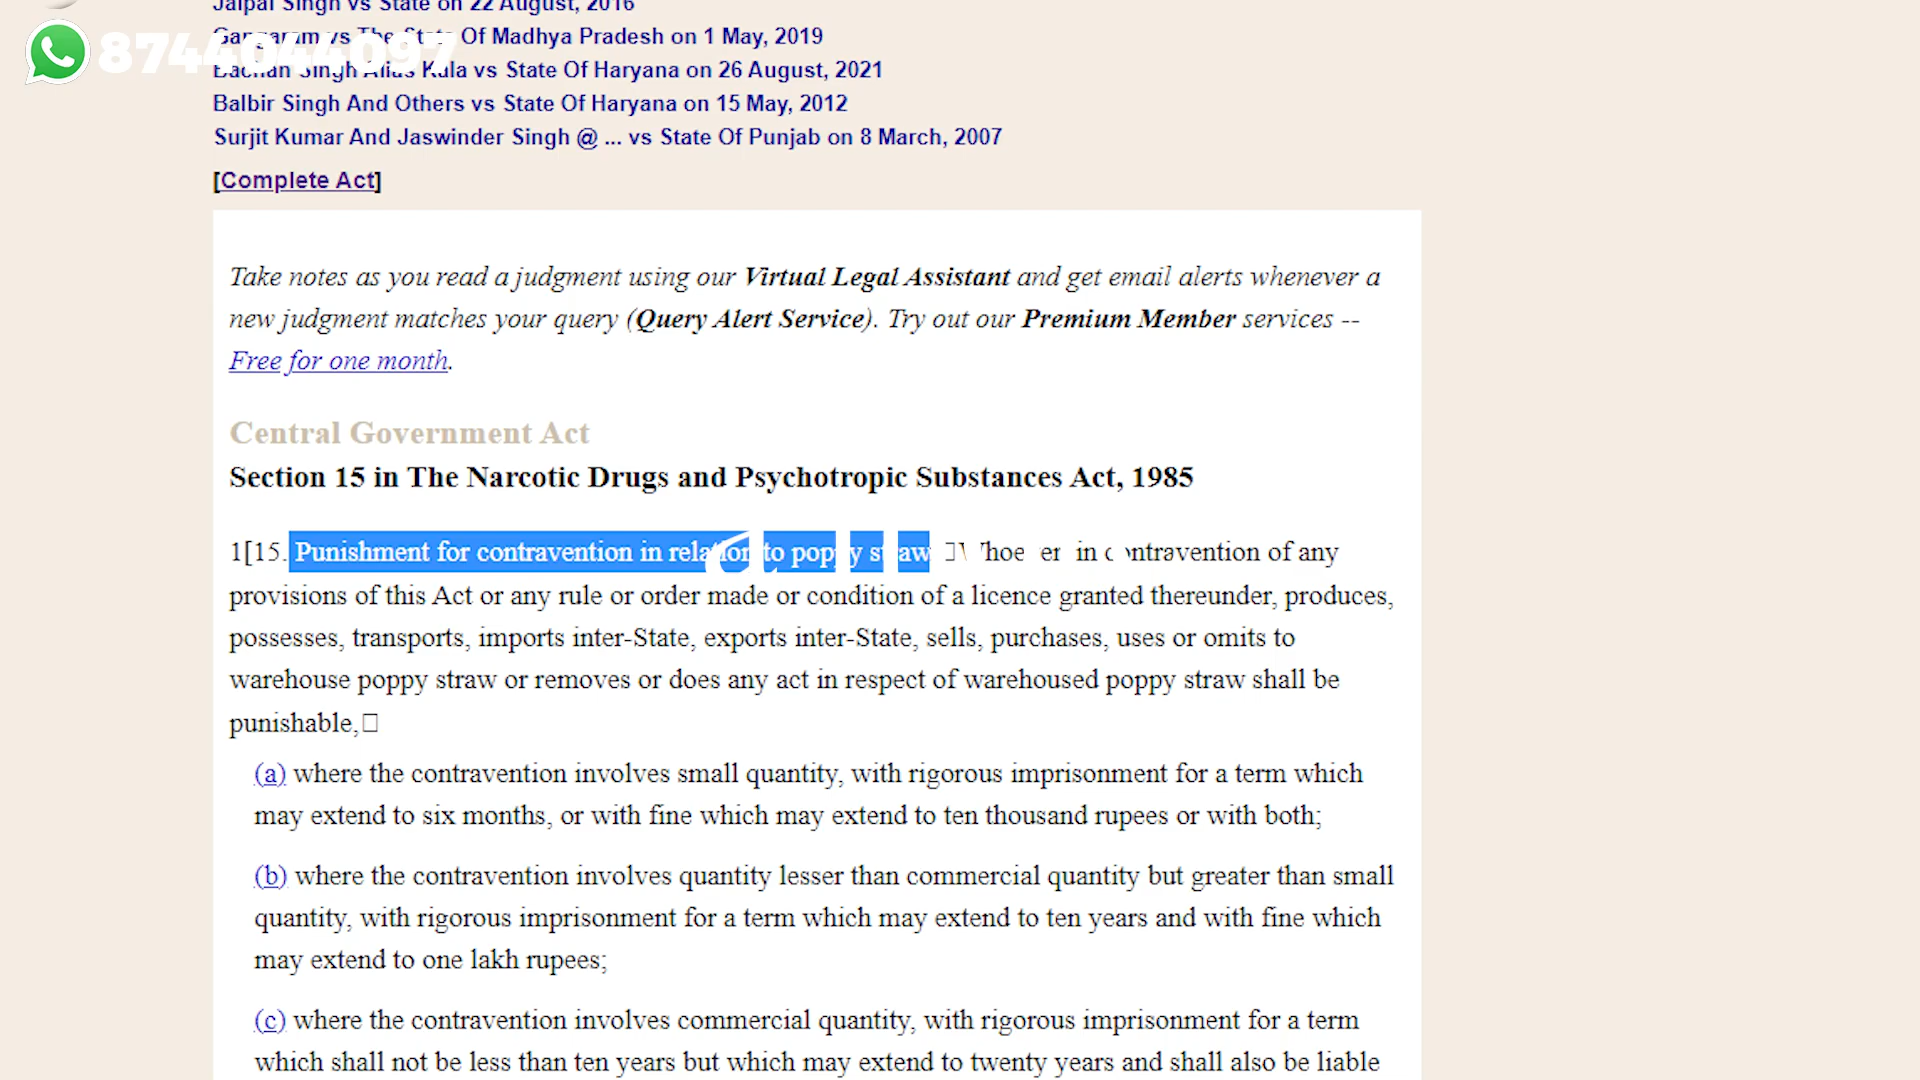 Jaipal Singh vs State on 22 August, 2016
8744044097
Gangaram vs The State Of Madhya Pradesh on 1 May, 2019
Bachan Singh Alias Kala vs State Of Haryana on 26 August, 2021
Balbir Singh And Others vs State Of Haryana on 15 May, 2012
Surjit Kumar And Jaswinder Singh @ ... vs State Of Punjab on 8 March, 2007
[Complete Act]
Take notes as you read a judgment using our Virtual Legal Assistant and get email alerts whenever a
new judgment matches your query (Query Alert Service). Try out our Premium Member services --
Free for one month.
Central Government Act
Section 15 in The Narcotic Drugs and Psychotropic Substances Act, 1985
1[15. Punishment for contravention in relation to poppy straw. Whoever, in contravention of any
provisions of this Act or any rule or order made or condition of a licence granted thereunder, produces,
possesses, transports, imports inter-State, exports inter-State, sells, purchases, uses or omits to
warehouse poppy straw or removes or does any act in respect of warehoused poppy straw shall be
punishable,
(a) where the contravention involves small quantity, with rigorous imprisonment for a term which
may extend to six months, or with fine which may extend to ten thousand rupees or with both;
(b) where the contravention involves quantity lesser than commercial quantity but greater than small
quantity, with rigorous imprisonment for a term which may extend to ten years and with fine which
may extend to one lakh rupees;
(c) where the contravention involves commercial quantity, with rigorous imprisonment for a term
which shall not be less than ten years but which may extend to twenty years and shall also be liable